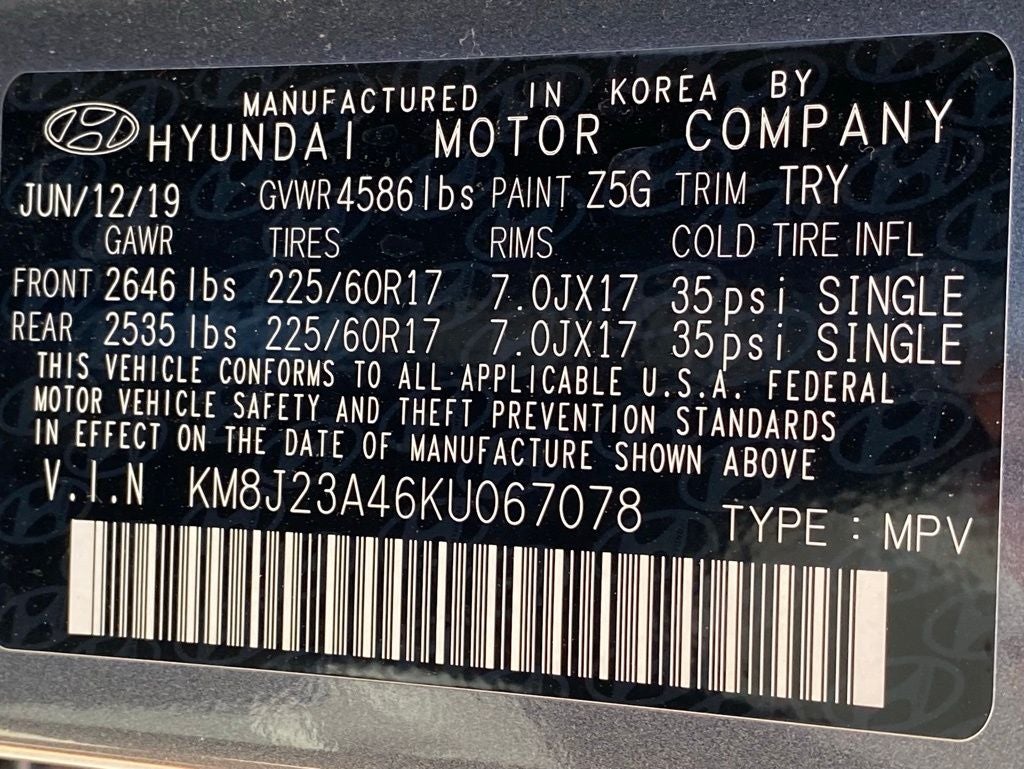 MANUFACTURED IN KOREA BY
HYUNDAI MOTOR COMPANY
JUN/12/19 GVWR 4586 lbs PAINT Z5G TRIM TRY
GAWR TIRES RIMS COLD TIRE INFL
FRONT 2646 lbs 225/60R17 7.0JX17 35psi SINGLE
REAR 2535 lbs 225/60R17 7.0JX17 35psi SINGLE
THIS VEHICLE CONFORMS TO ALL APPLICABLE U.S.A. FEDERAL
MOTOR VEHICLE SAFETY AND THEFT PREVENTION STANDARDS
IN EFFECT ON THE DATE OF MANUFACTURE SHOWN ABOVE
V.I.N KM8J23A46KU067078 TYPE : MPV